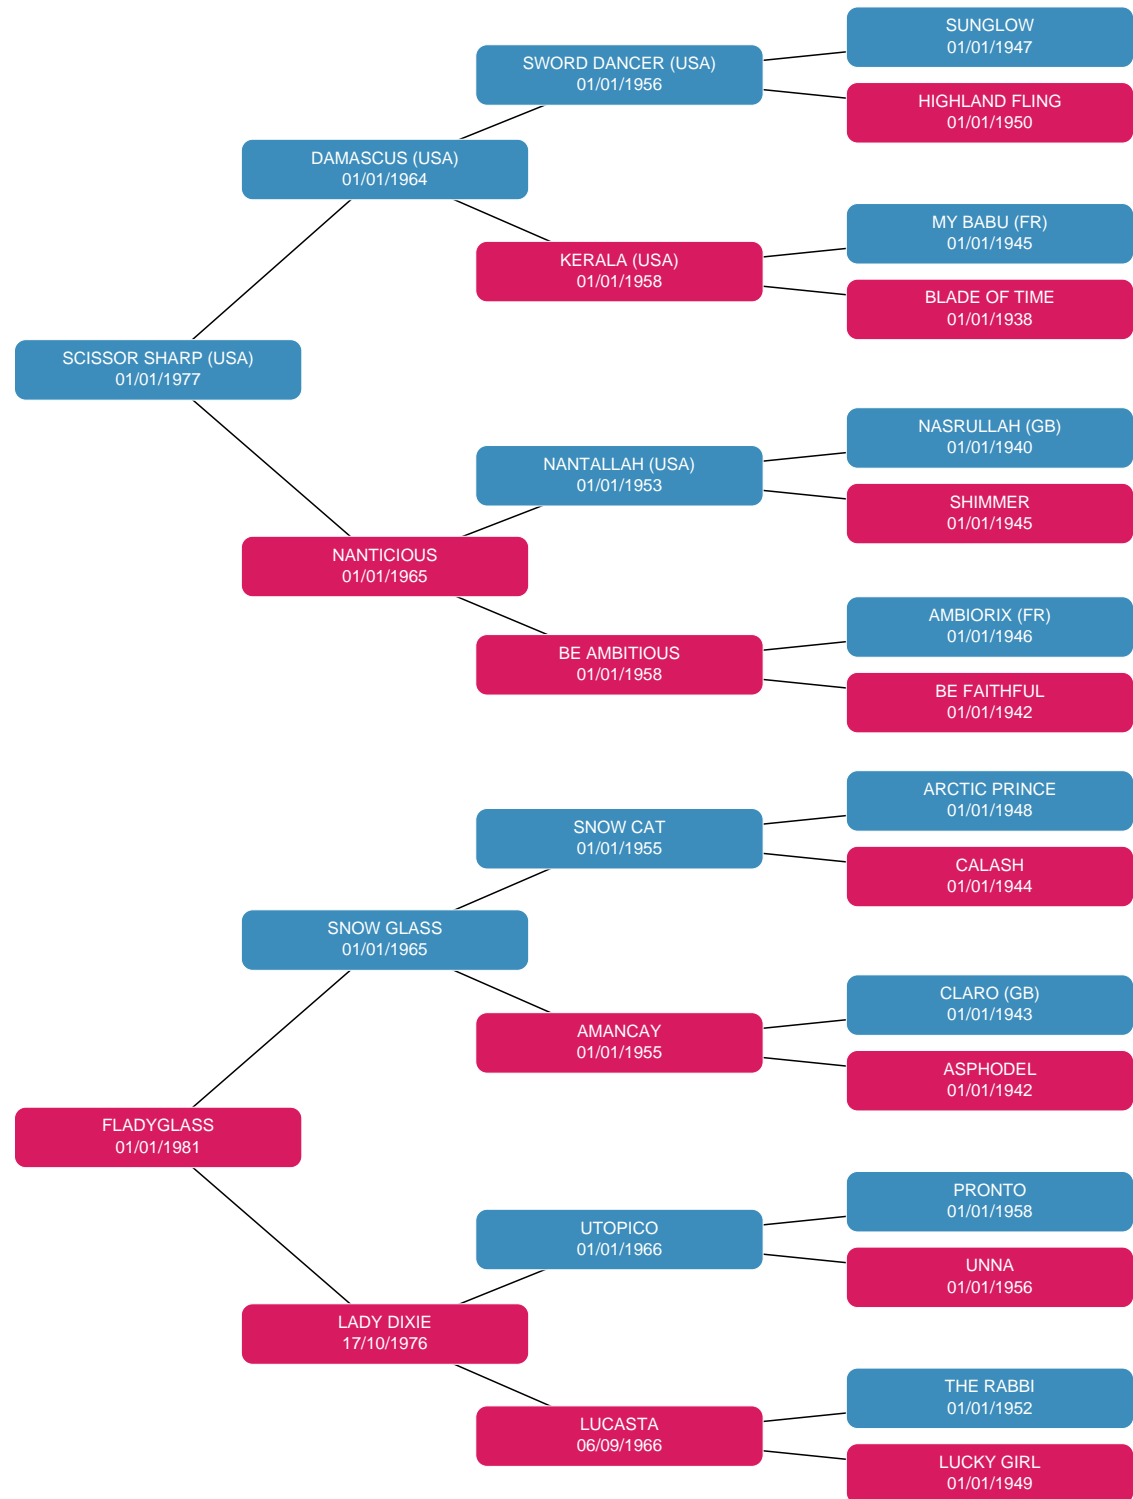 SUNGLOW
01/01/1947
SWORD DANCER (USA)
01/01/1956
HIGHLAND FLING
01/01/1950
DAMASCUS (USA)
01/01/1964
MY BABU (FR)
01/01/1945
KERALA (USA)
01/01/1958
BLADE OF TIME
01/01/1938
SCISSOR SHARP (USA)
01/01/1977
NASRULLAH (GB)
01/01/1940
NANTALLAH (USA)
01/01/1953
SHIMMER
01/01/1945
NANTICIOUS
01/01/1965
AMBIORIX (FR)
01/01/1946
BE AMBITIOUS
01/01/1958
BE FAITHFUL
01/01/1942
ARCTIC PRINCE
01/01/1948
SNOW CAT
01/01/1955
CALASH
01/01/1944
SNOW GLASS
01/01/1965
CLARO (GB)
01/01/1943
AMANCAY
01/01/1955
ASPHODEL
01/01/1942
FLADYGLASS
01/01/1981
PRONTO
01/01/1958
UTOPICO
01/01/1966
UNNA
01/01/1956
LADY DIXIE
17/10/1976
THE RABBI
01/01/1952
LUCASTA
06/09/1966
LUCKY GIRL
01/01/1949